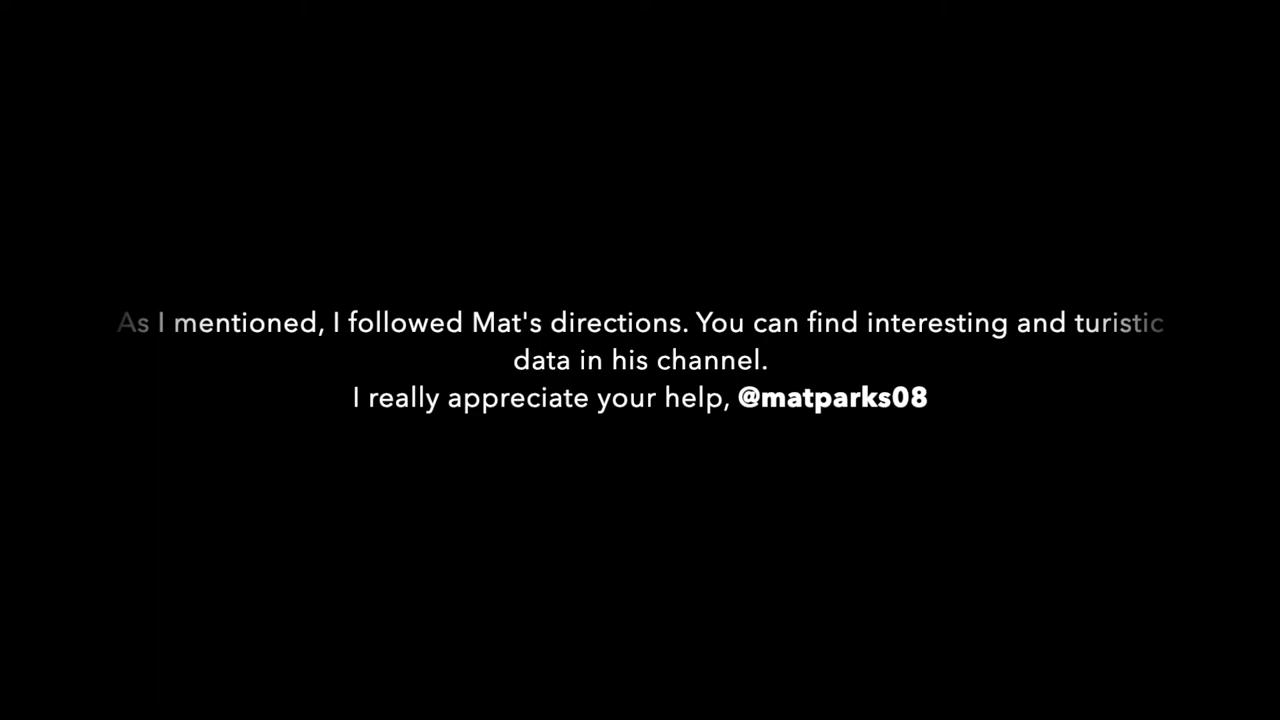 As I mentioned, I followed Mat's directions. You can find interesting and turistic
data in his channel.
I really appreciate your help, @matparks08